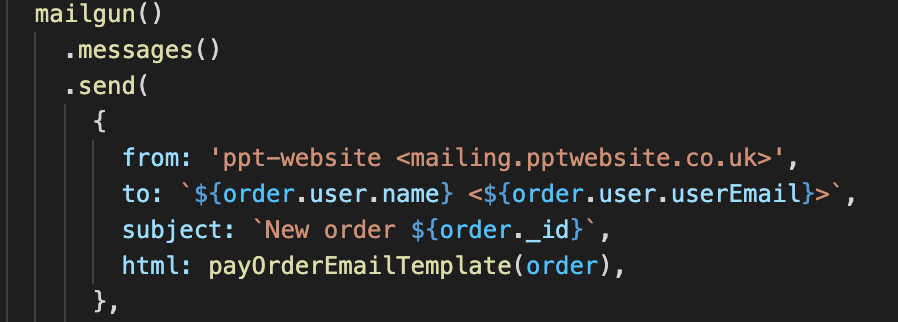 mailgun()
.messages()
.send(
{
from: 'ppt-website <mailing.pptwebsite.co.uk>',
to: `${order.user.name} <${order.user.userEmail}>`,
subject: `New order ${order._id}`,
html: payOrderEmailTemplate(order),
},